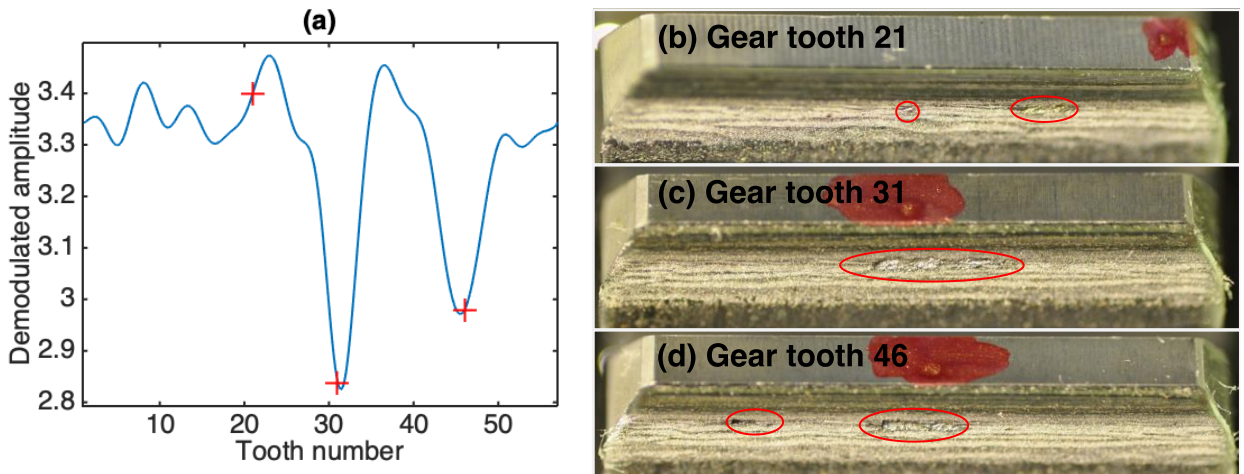 (a)
Demodulated amplitude
3.4
3.3
3.2
3.1
3
2.9
2.8
10 20 30 40 50
Tooth number
(b) Gear tooth 21
(c) Gear tooth 31
(d) Gear tooth 46